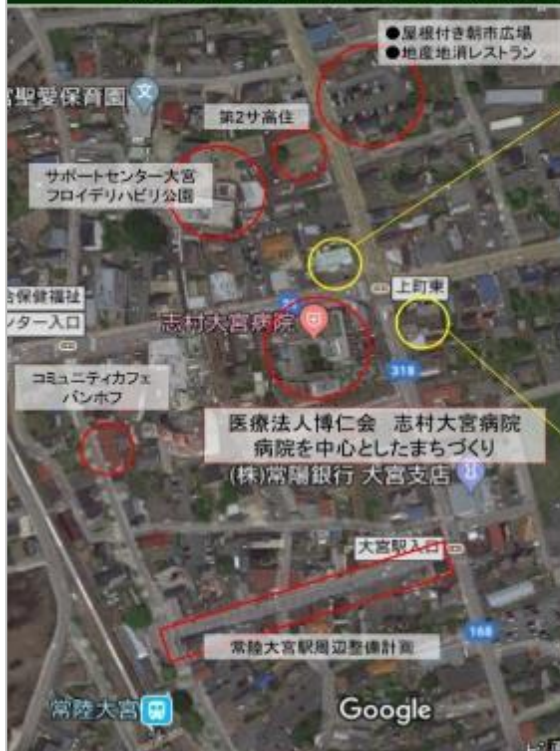 ●屋根付き朝市広場
●地産地消レストラン
宮聖愛保育園
第2サ高住
サポートセンター大宮
フロイデリハビリ公園
上町東
合保健福祉
ンター入口
志村大宮病院
318
コミュニティカフェ
バンホフ
医療法人博仁会 志村大宮病院
病院を中心としたまちづくり
(株)常陽銀行 大宮支店
大宮駅入口
168
常陸大宮駅周辺整備計画
常陸大宮
Google